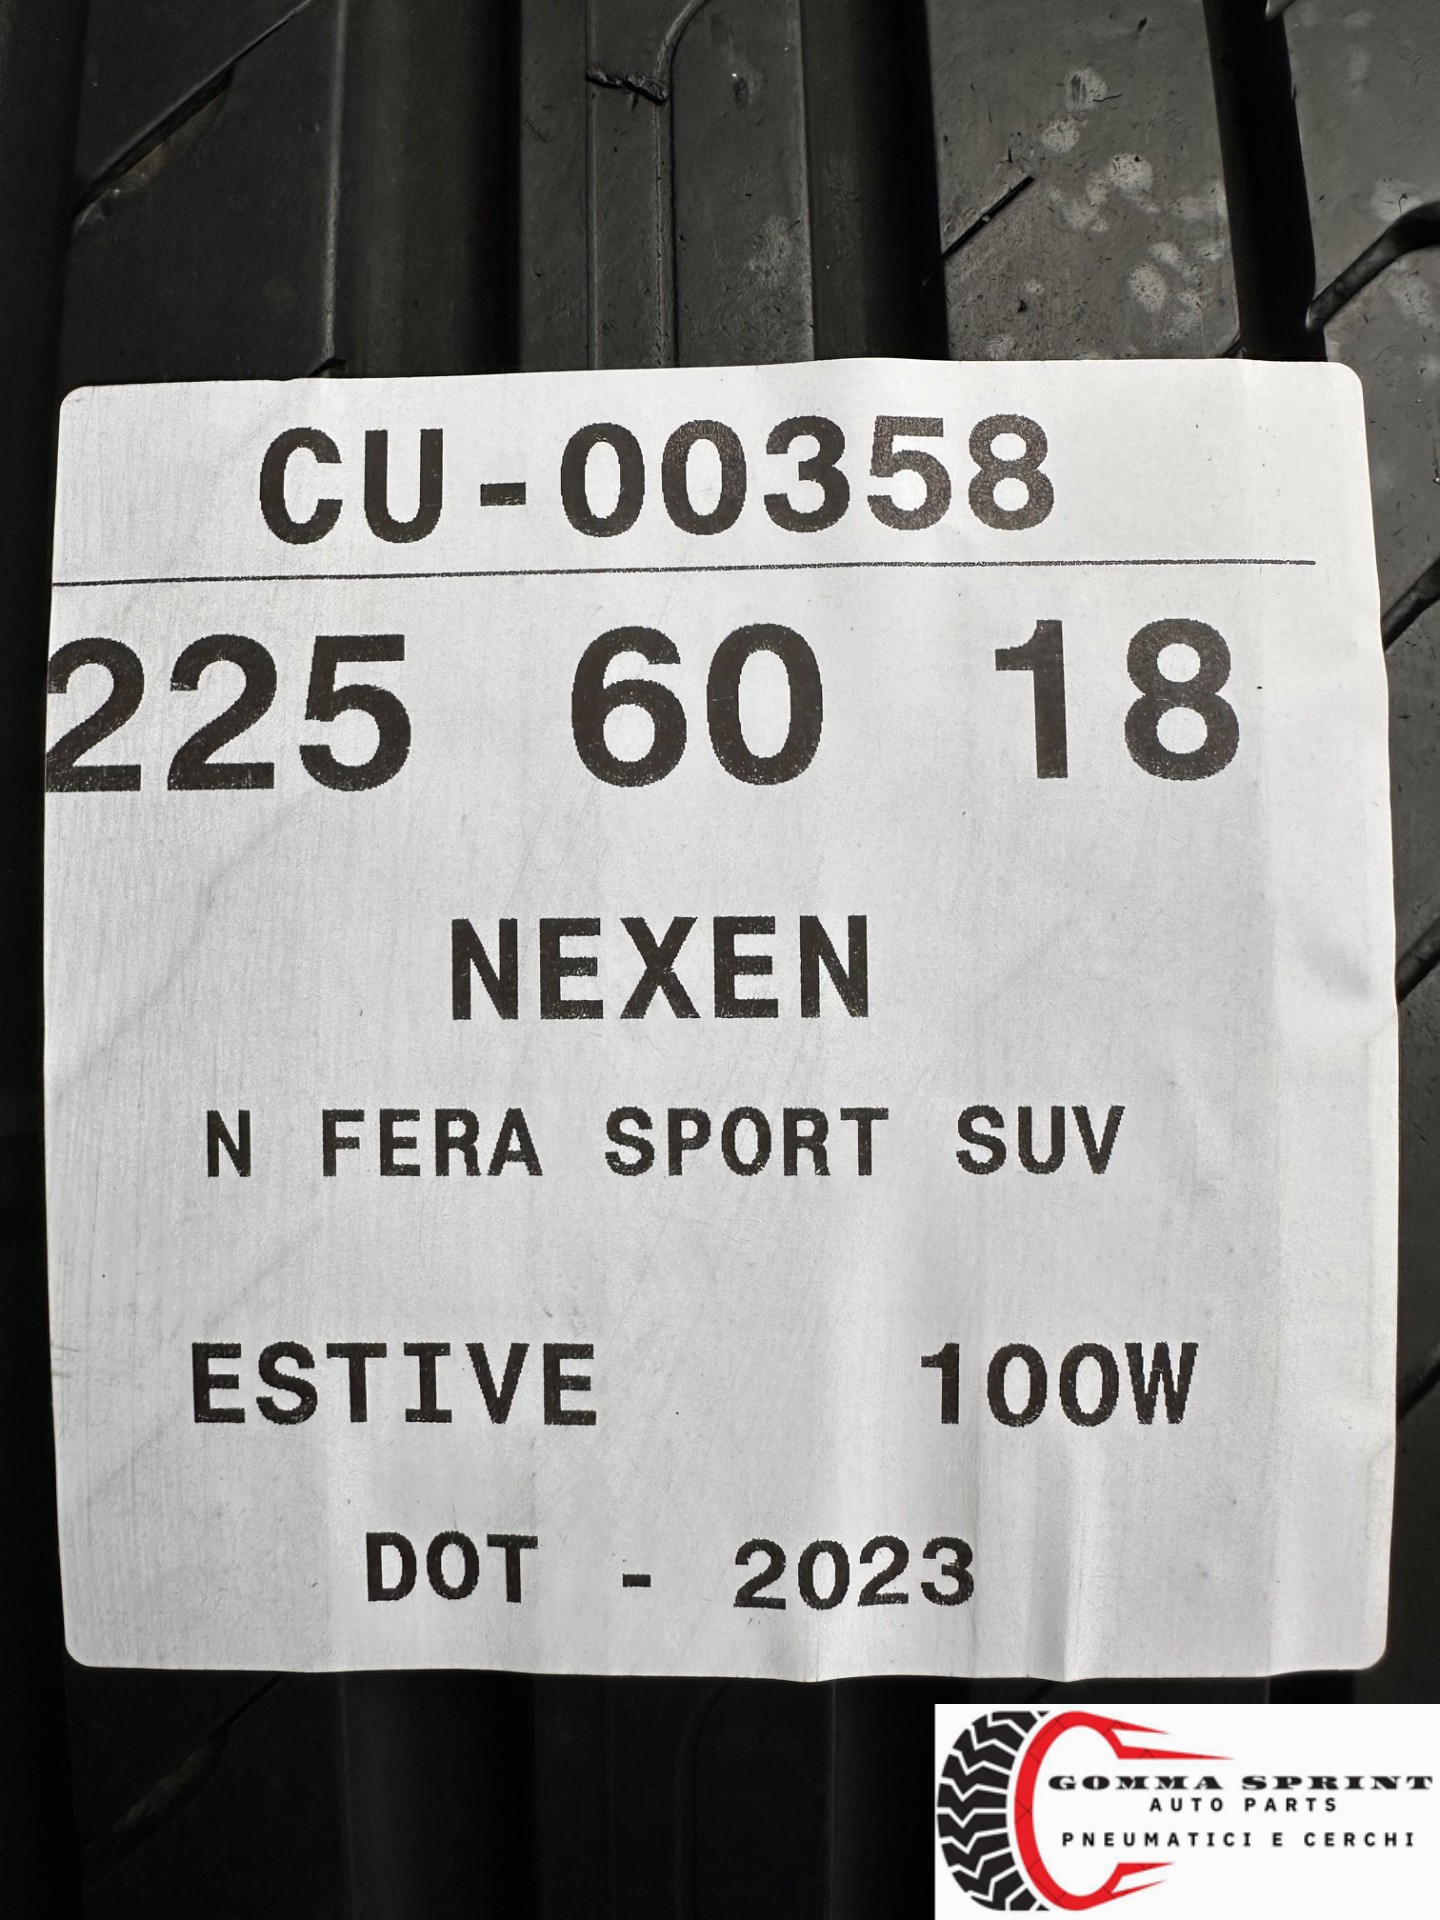 CU-00358
225 60 18
NEXEN
N FERA SPORT SUV
ESTIVE 100W
DOT - 2023
GOMMA SPRINT
AUTO PARTS
PNEUMATICI E CERCHI